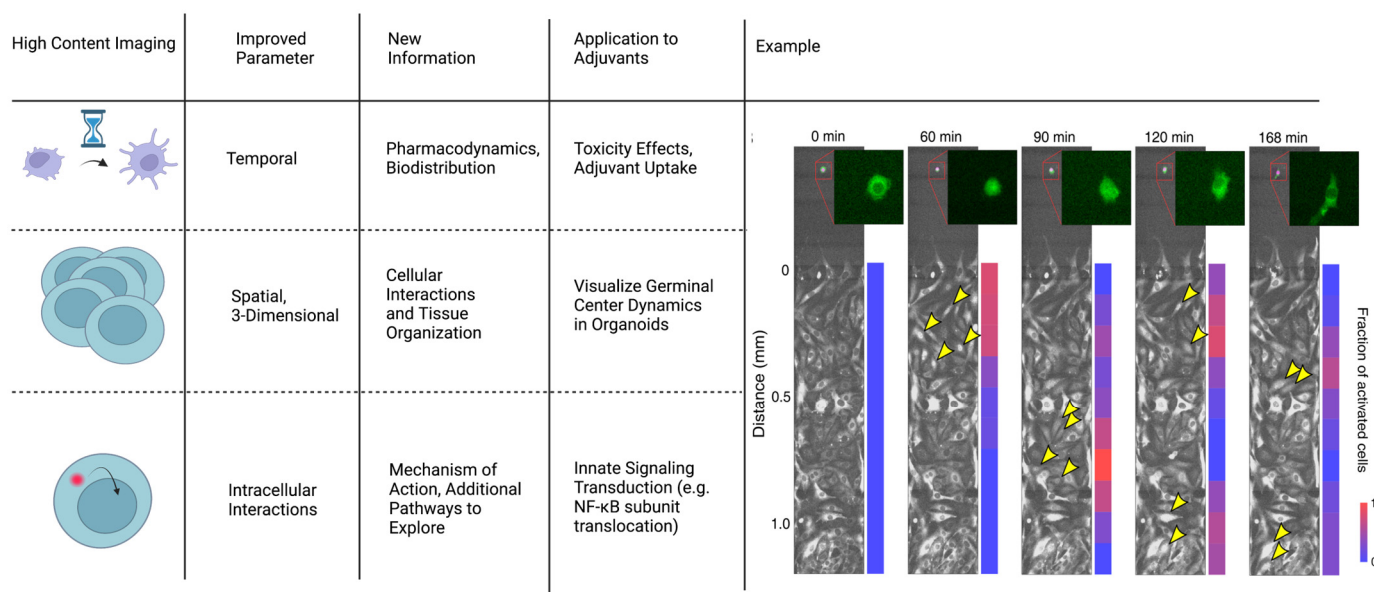 High Content Imaging
Improved
Parameter
New
Information
Application to
Adjuvants
Example
Temporal
Pharmacodynamics,
Biodistribution
Toxicity Effects,
Adjuvant Uptake
Spatial,
3-Dimensional
Cellular
Interactions
and Tissue
Organization
Visualize Germinal
Center Dynamics
in Organoids
Intracellular
Interactions
Mechanism of
Action, Additional
Pathways to
Explore
Innate Signaling
Transduction (e.g.
NF-κB subunit
translocation)
0 min
60 min
90 min
120 min
168 min
0
0.5
1.0
Distance (mm)
Fraction of activated cells
1
0